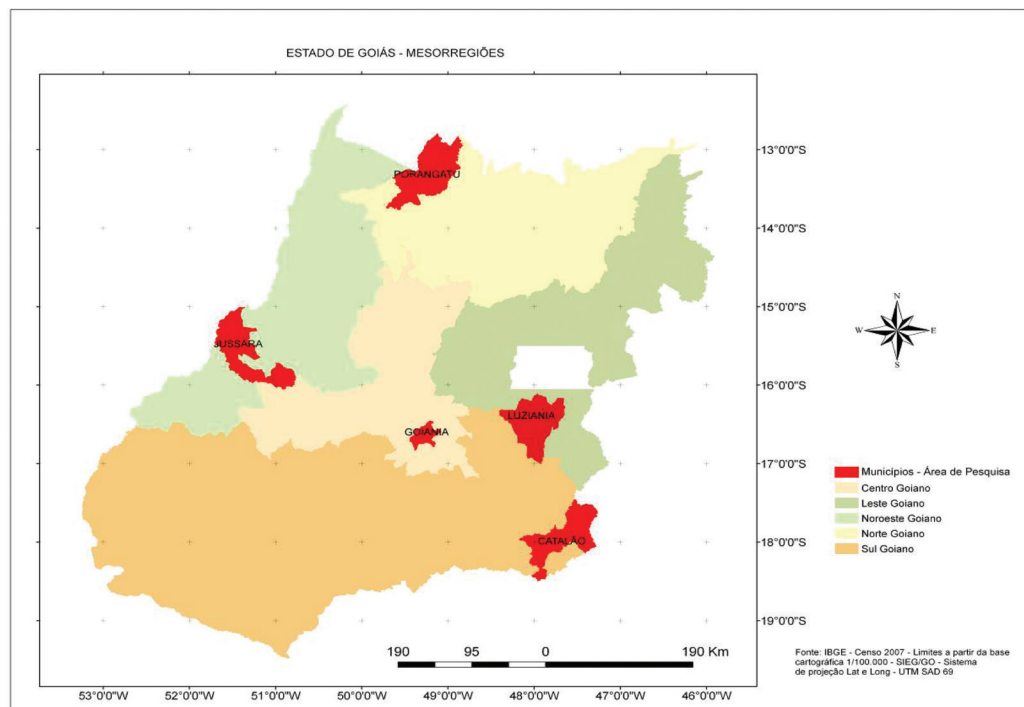 ESTADO DE GOIÁS - MESORREGIÕES
PORANGATU
JUSSARA
GOIANIA
LUZIANIA
CATALÃO
13°0'0"S
14°0'0"S
15°0'0"S
16°0'0"S
17°0'0"S
18°0'0"S
19°0'0"S
N
W
E
S
Municípios - Área de Pesquisa
Centro Goiano
Leste Goiano
Noroeste Goiano
Norte Goiano
Sul Goiano
190 95 0 190 Km
Fonte: IBGE - Censo 2007 - Limites a partir da base
cartográfica 1/100.000 - SIEG/GO - Sistema
de projeção Lat e Long - UTM SAD 69
53°0'0"W 52°0'0"W 51°0'0"W 50°0'0"W 49°0'0"W 48°0'0"W 47°0'0"W 46°0'0"W